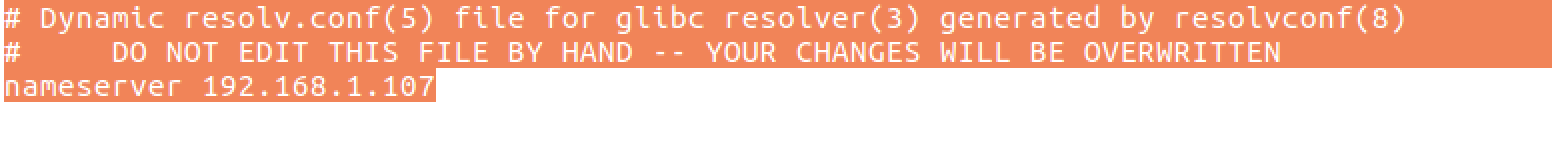 # Dynamic resolv.conf(5) file for glibc resolver(3) generated by resolvconf(8)
#     DO NOT EDIT THIS FILE BY HAND -- YOUR CHANGES WILL BE OVERWRITTEN
nameserver 192.168.1.107